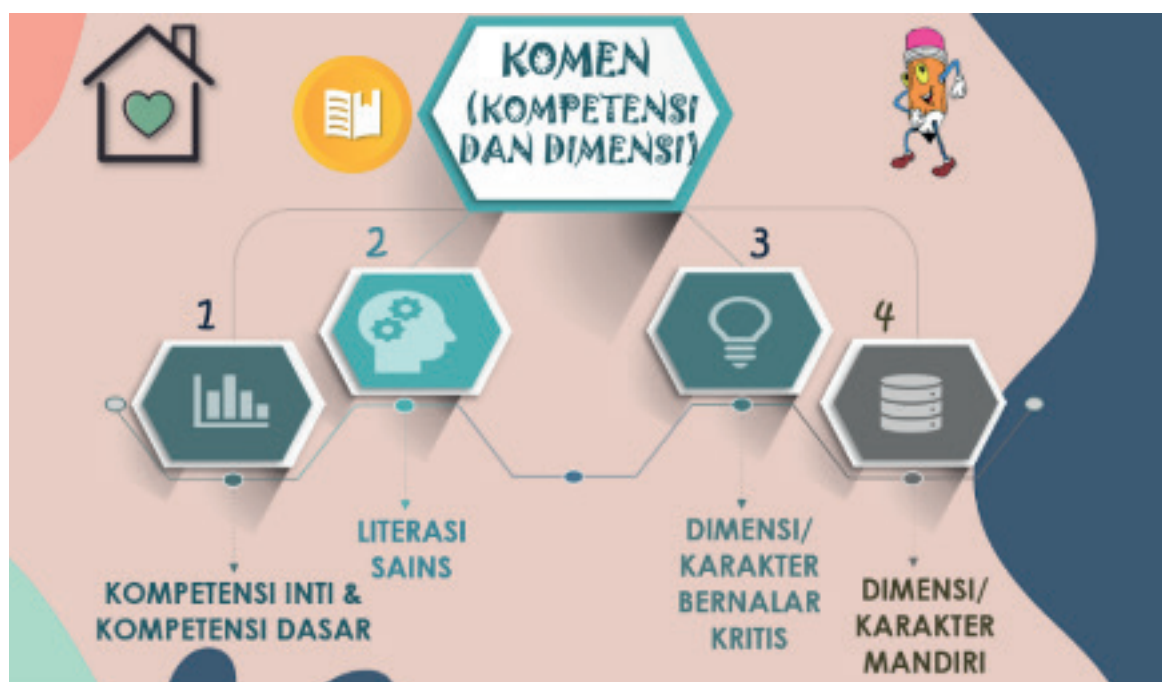 KOMEN
(KOMPETENSI
DAN DIMENSI)
1
KOMPETENSI INTI &
KOMPETENSI DASAR
2
LITERASI
SAINS
3
DIMENSI/
KARAKTER
BERNALAR
KRITIS
4
DIMENSI/
KARAKTER
MANDIRI